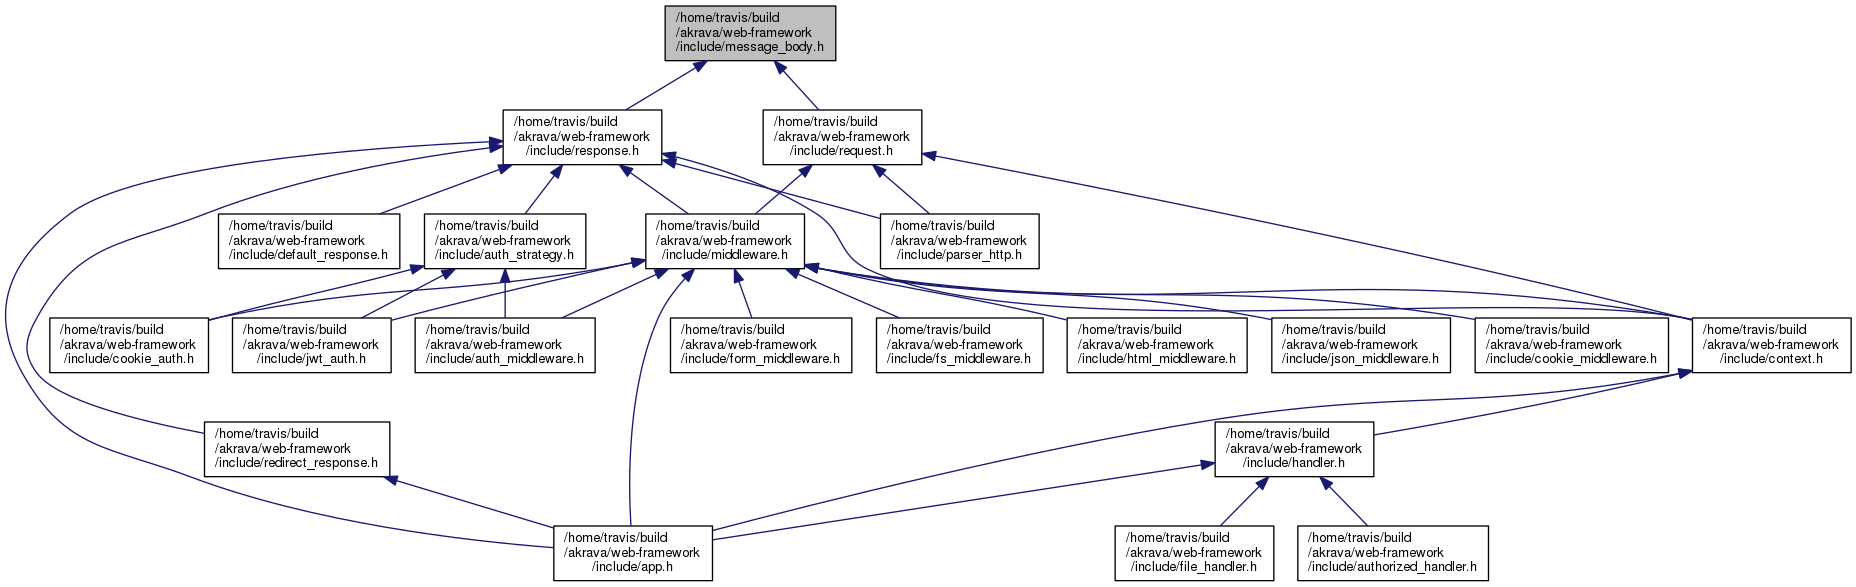 /home/travis/build
/akrava/web-framework
/include/message_body.h
/home/travis/build
/akrava/web-framework
/include/response.h
/home/travis/build
/akrava/web-framework
/include/request.h
/home/travis/build
/akrava/web-framework
/include/default_response.h
/home/travis/build
/akrava/web-framework
/include/auth_strategy.h
/home/travis/build
/akrava/web-framework
/include/middleware.h
/home/travis/build
/akrava/web-framework
/include/parser_http.h
/home/travis/build
/akrava/web-framework
/include/cookie_auth.h
/home/travis/build
/akrava/web-framework
/include/jwt_auth.h
/home/travis/build
/akrava/web-framework
/include/auth_middleware.h
/home/travis/build
/akrava/web-framework
/include/form_middleware.h
/home/travis/build
/akrava/web-framework
/include/fs_middleware.h
/home/travis/build
/akrava/web-framework
/include/html_middleware.h
/home/travis/build
/akrava/web-framework
/include/json_middleware.h
/home/travis/build
/akrava/web-framework
/include/cookie_middleware.h
/home/travis/build
/akrava/web-framework
/include/context.h
/home/travis/build
/akrava/web-framework
/include/redirect_response.h
/home/travis/build
/akrava/web-framework
/include/handler.h
/home/travis/build
/akrava/web-framework
/include/app.h
/home/travis/build
/akrava/web-framework
/include/file_handler.h
/home/travis/build
/akrava/web-framework
/include/authorized_handler.h